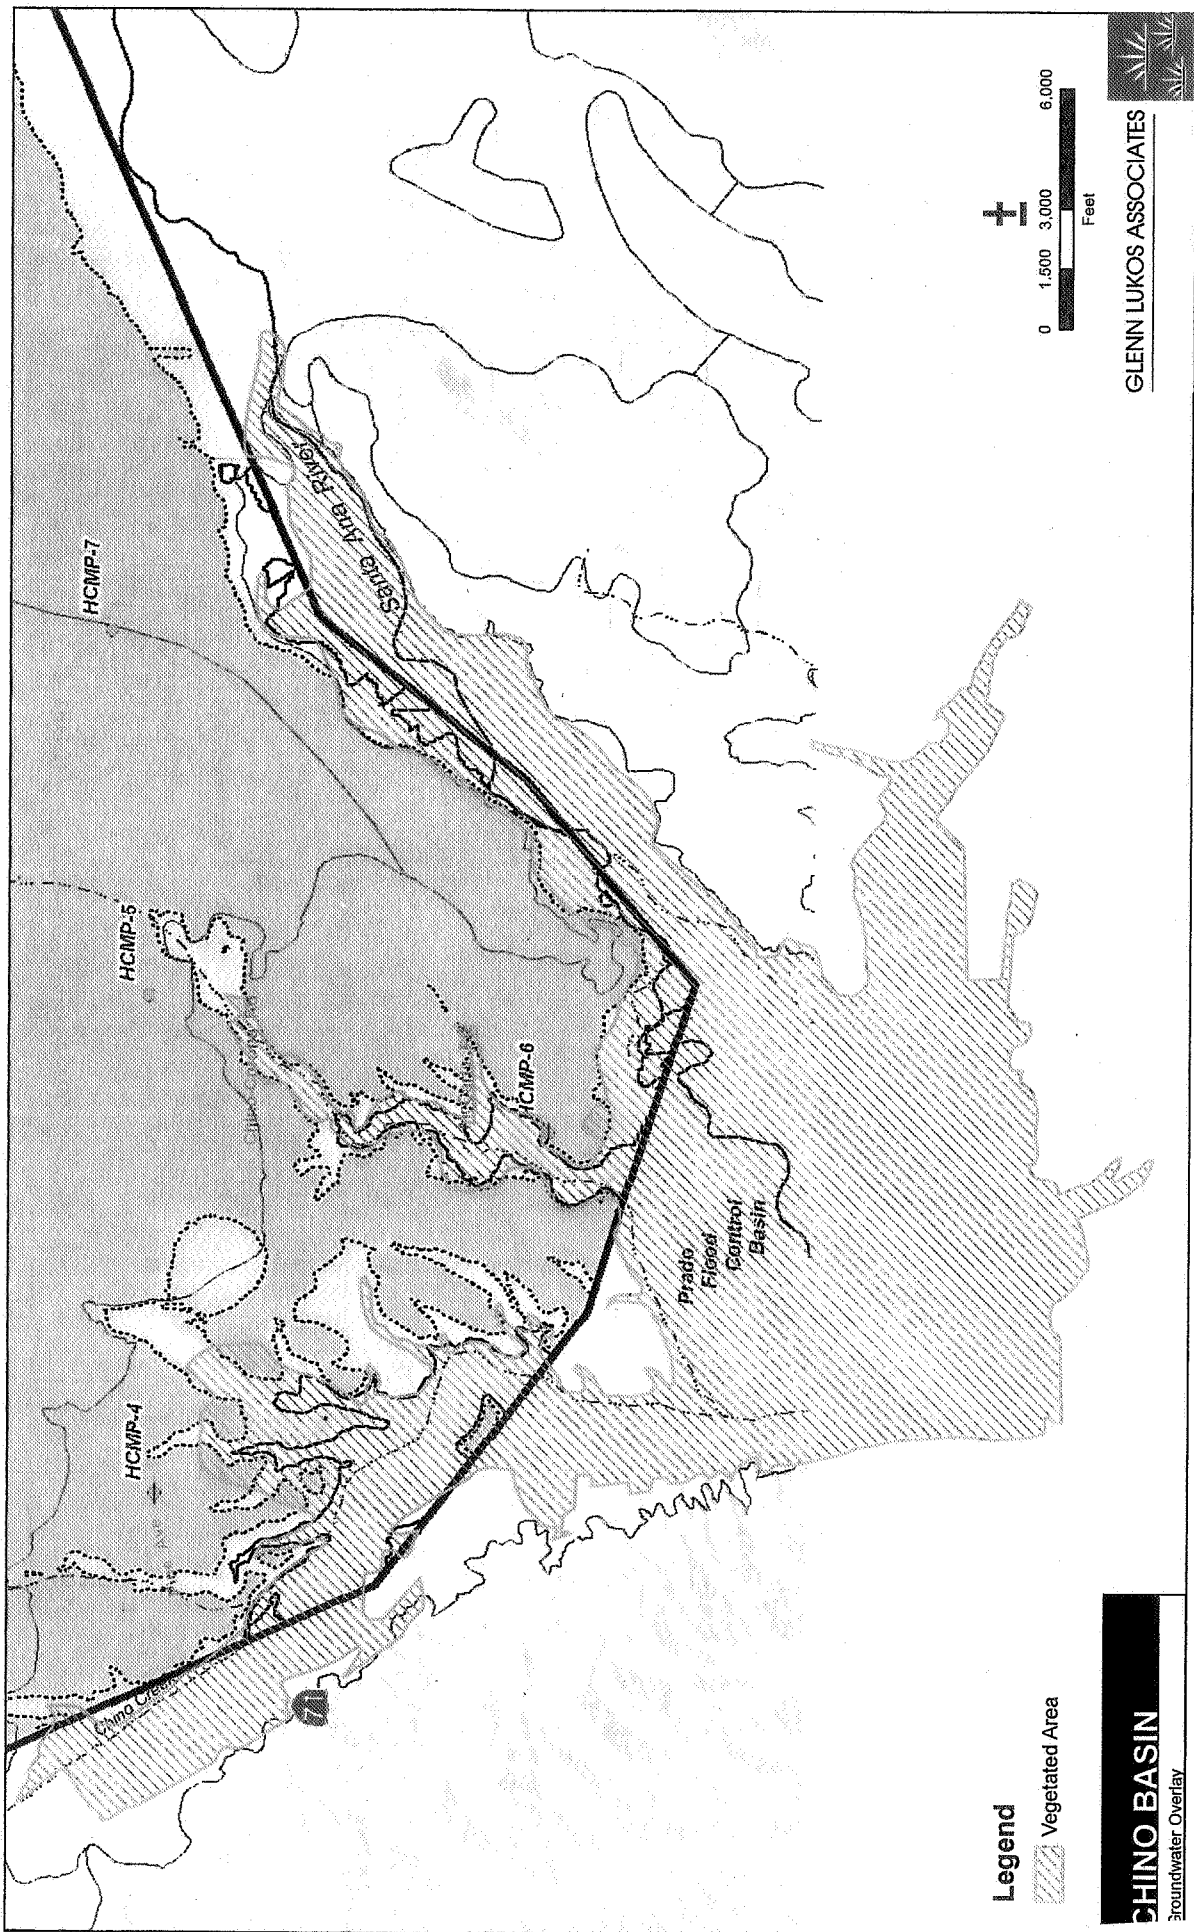 HCMP-4
HCMP-5
HCMP-7
HCMP-6
Chino Cree
71
Santa Ana River
Prado
Flood
Control
Basin
Legend
Vegetated Area
0 1,500 3,000 6,000
Feet
CHINO BASIN
Groundwater Overlay
GLENN LUKOS ASSOCIATES